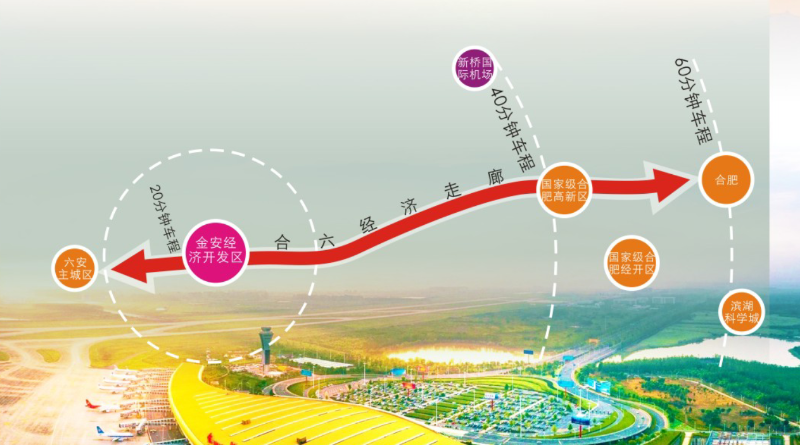 新桥国
际机场
40分钟车程
60分钟车程
国家级合
肥高新区
合肥
20分钟车程
合六经济走廊
金安经
济开发区
六安
主城区
国家级合
肥经开区
滨湖
科学城